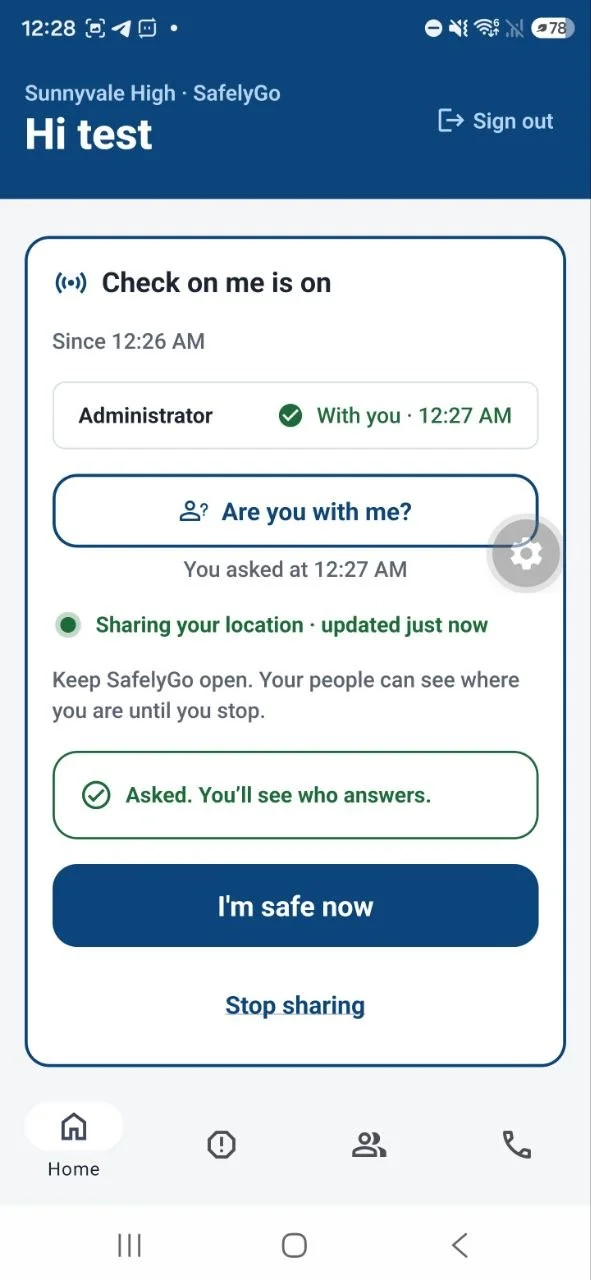 12:28
78
Sunnyvale High · SafelyGo
Hi test
Sign out
Check on me is on
Since 12:26 AM
Administrator
With you · 12:27 AM
Are you with me?
You asked at 12:27 AM
Sharing your location · updated just now
Keep SafelyGo open. Your people can see where
you are until you stop.
Asked. You’ll see who answers.
I'm safe now
Stop sharing
Home